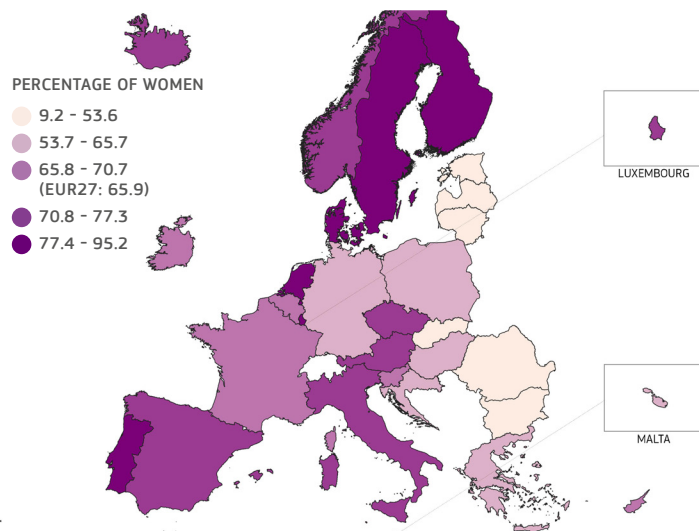 PERCENTAGE OF WOMEN
9.2 - 53.6
53.7 - 65.7
65.8 - 70.7
(EUR27: 65.9)
70.8 - 77.3
77.4 - 95.2
LUXEMBOURG
MALTA